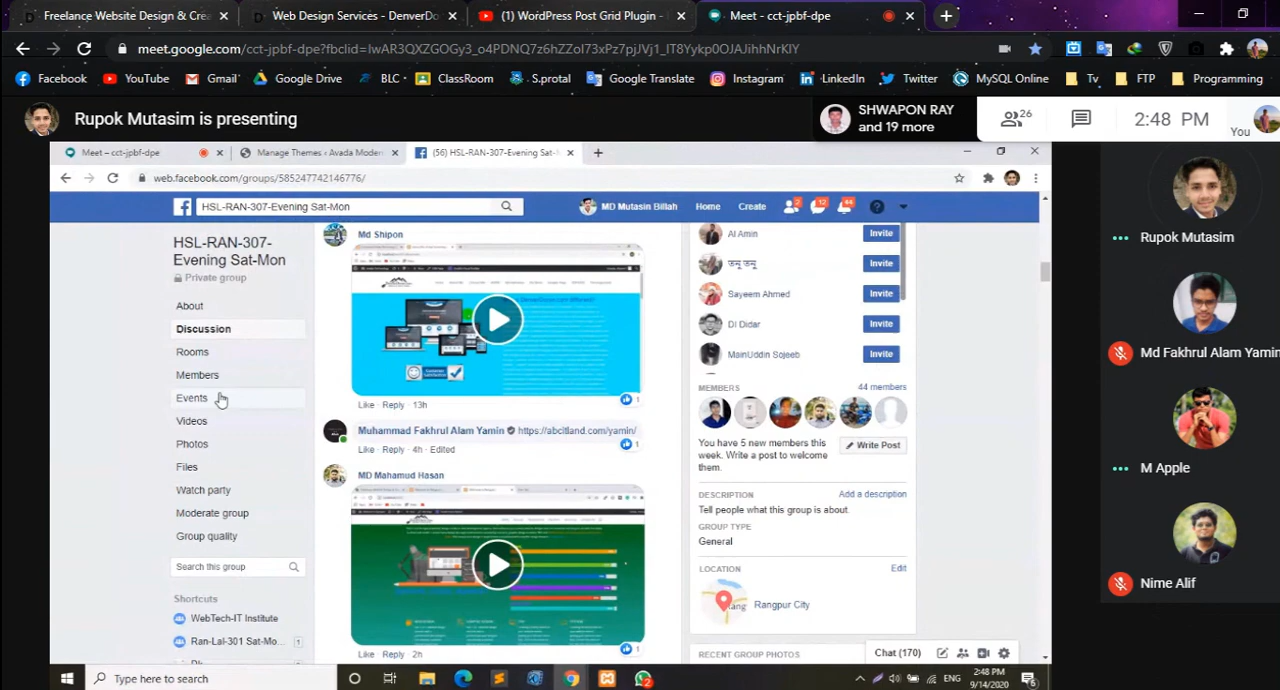 Freelance Website Design & Crea
Web Design Services - DenverDo
(1) WordPress Post Grid Plugin -
Meet - cct-jpbf-dpe
meet.google.com/cct-jpbf-dpe?fbclid=IwAR3QXZGOGy3_o4PDNQ7z6hZZoI73xPz7pjJVj1_IT8Yykp0OJAJihhNrKIY
Facebook
YouTube
Gmail
Google Drive
BLC
ClassRoom
S.protal
Google Translate
Instagram
LinkedIn
Twitter
MySQL Online
Tv
FTP
Programming
Rupok Mutasim is presenting
SHWAPON RAY
and 19 more
26
2:48 PM
You
Meet – cct-jpbf-dpe
Manage Themes ‹ Avada Moder
(56) HSL-RAN-307-Evening Sat-
web.facebook.com/groups/585247742146776/
HSL-RAN-307-Evening Sat-Mon
MD Mutasin Billah
Home
Create
2
12
44
HSL-RAN-307-
Evening Sat-Mon
Private group
About
Discussion
Rooms
Members
Events
Videos
Photos
Files
Watch party
Moderate group
Group quality
Search this group
Shortcuts
WebTech-IT Institute
Ran-Lal-301 Sat-Mo...
Md Shipon
Like · Reply · 13h
1
Muhammad Fakhrul Alam Yamin https://abcitland.com/yamin/
Like · Reply · 4h · Edited
1
MD Mahamud Hasan
Like · Reply · 2h
1
Al Amin
Invite
তনু তনু
Invite
Sayeem Ahmed
Invite
DI Didar
Invite
MainUddin Sojeeb
Invite
MEMBERS
44 members
You have 5 new members this
week. Write a post to welcome
them.
Write Post
DESCRIPTION
Add a description
Tell people what this group is about.
GROUP TYPE
General
LOCATION
Edit
Rangpur City
RECENT GROUP PHOTOS
Chat (170)
Rupok Mutasim
Md Fakhrul Alam Yamin
M Apple
Nime Alif
Type here to search
ENG
2:48 PM
9/14/2020